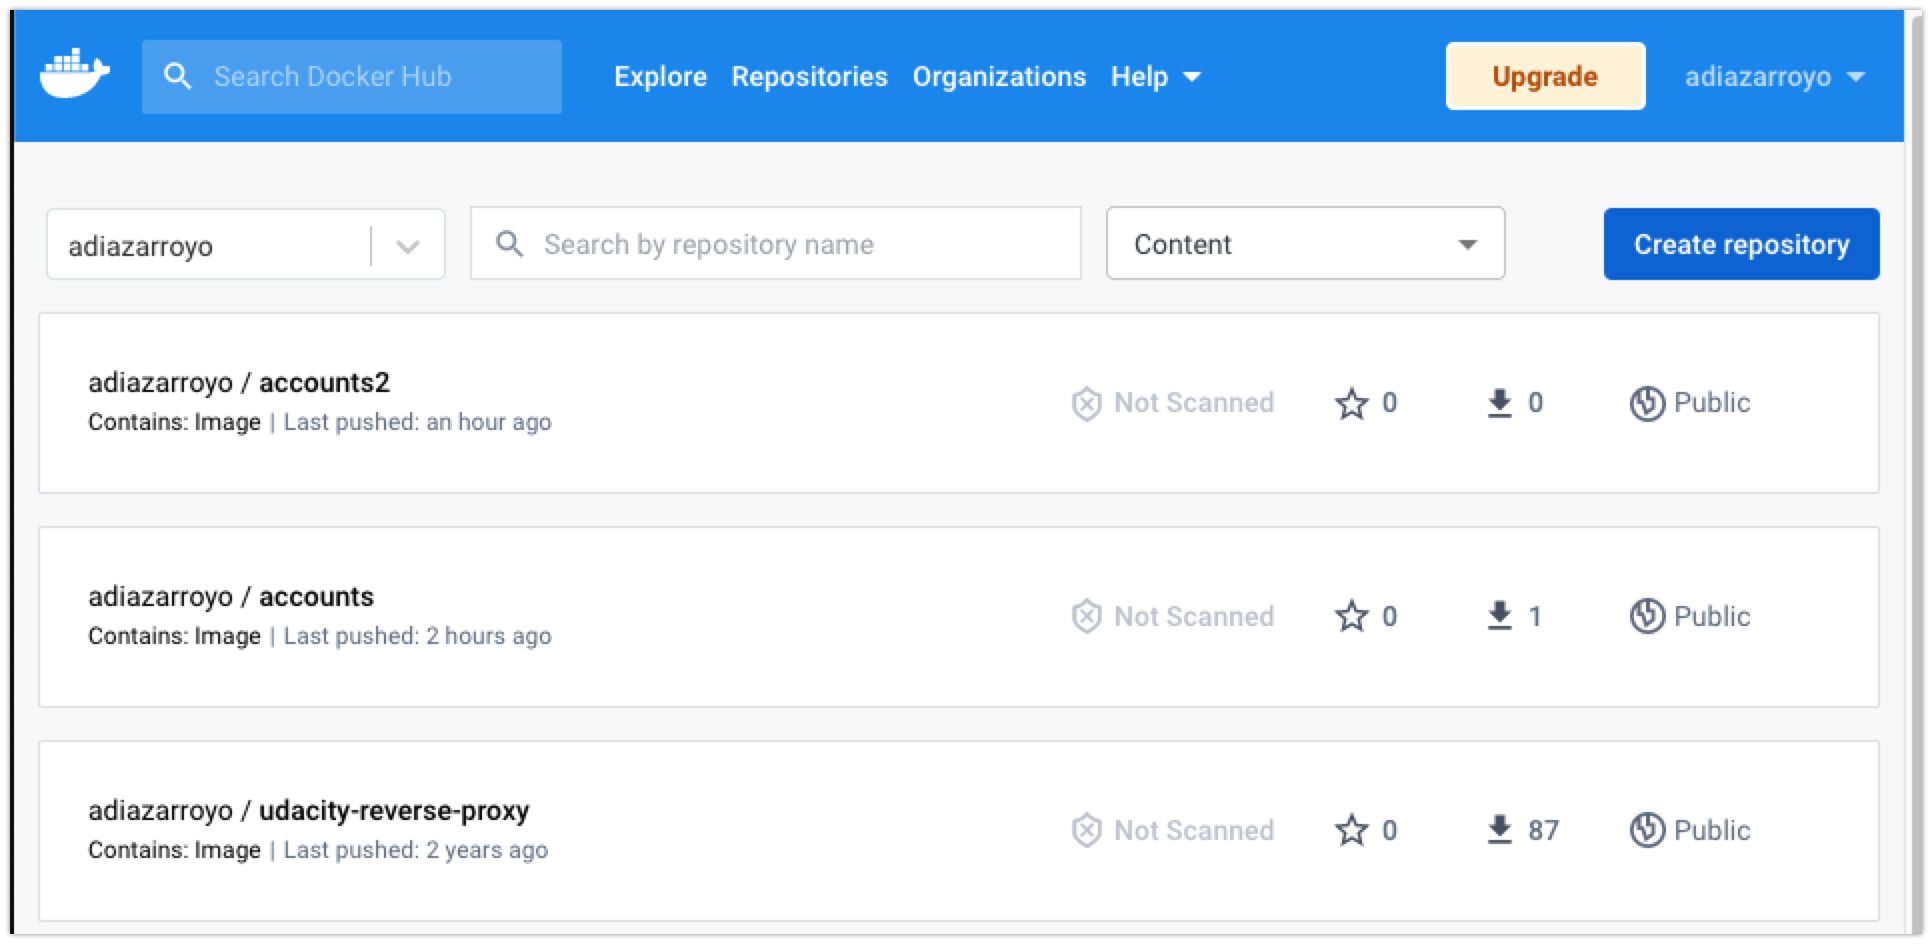 Search Docker Hub Explore Repositories Organizations Help Upgrade adiazarroyo
adiazarroyo Search by repository name Content Create repository
adiazarroyo / accounts2
Contains: Image | Last pushed: an hour ago
Not Scanned 0 0 Public
adiazarroyo / accounts
Contains: Image | Last pushed: 2 hours ago
Not Scanned 0 1 Public
adiazarroyo / udacity-reverse-proxy
Contains: Image | Last pushed: 2 years ago
Not Scanned 0 87 Public